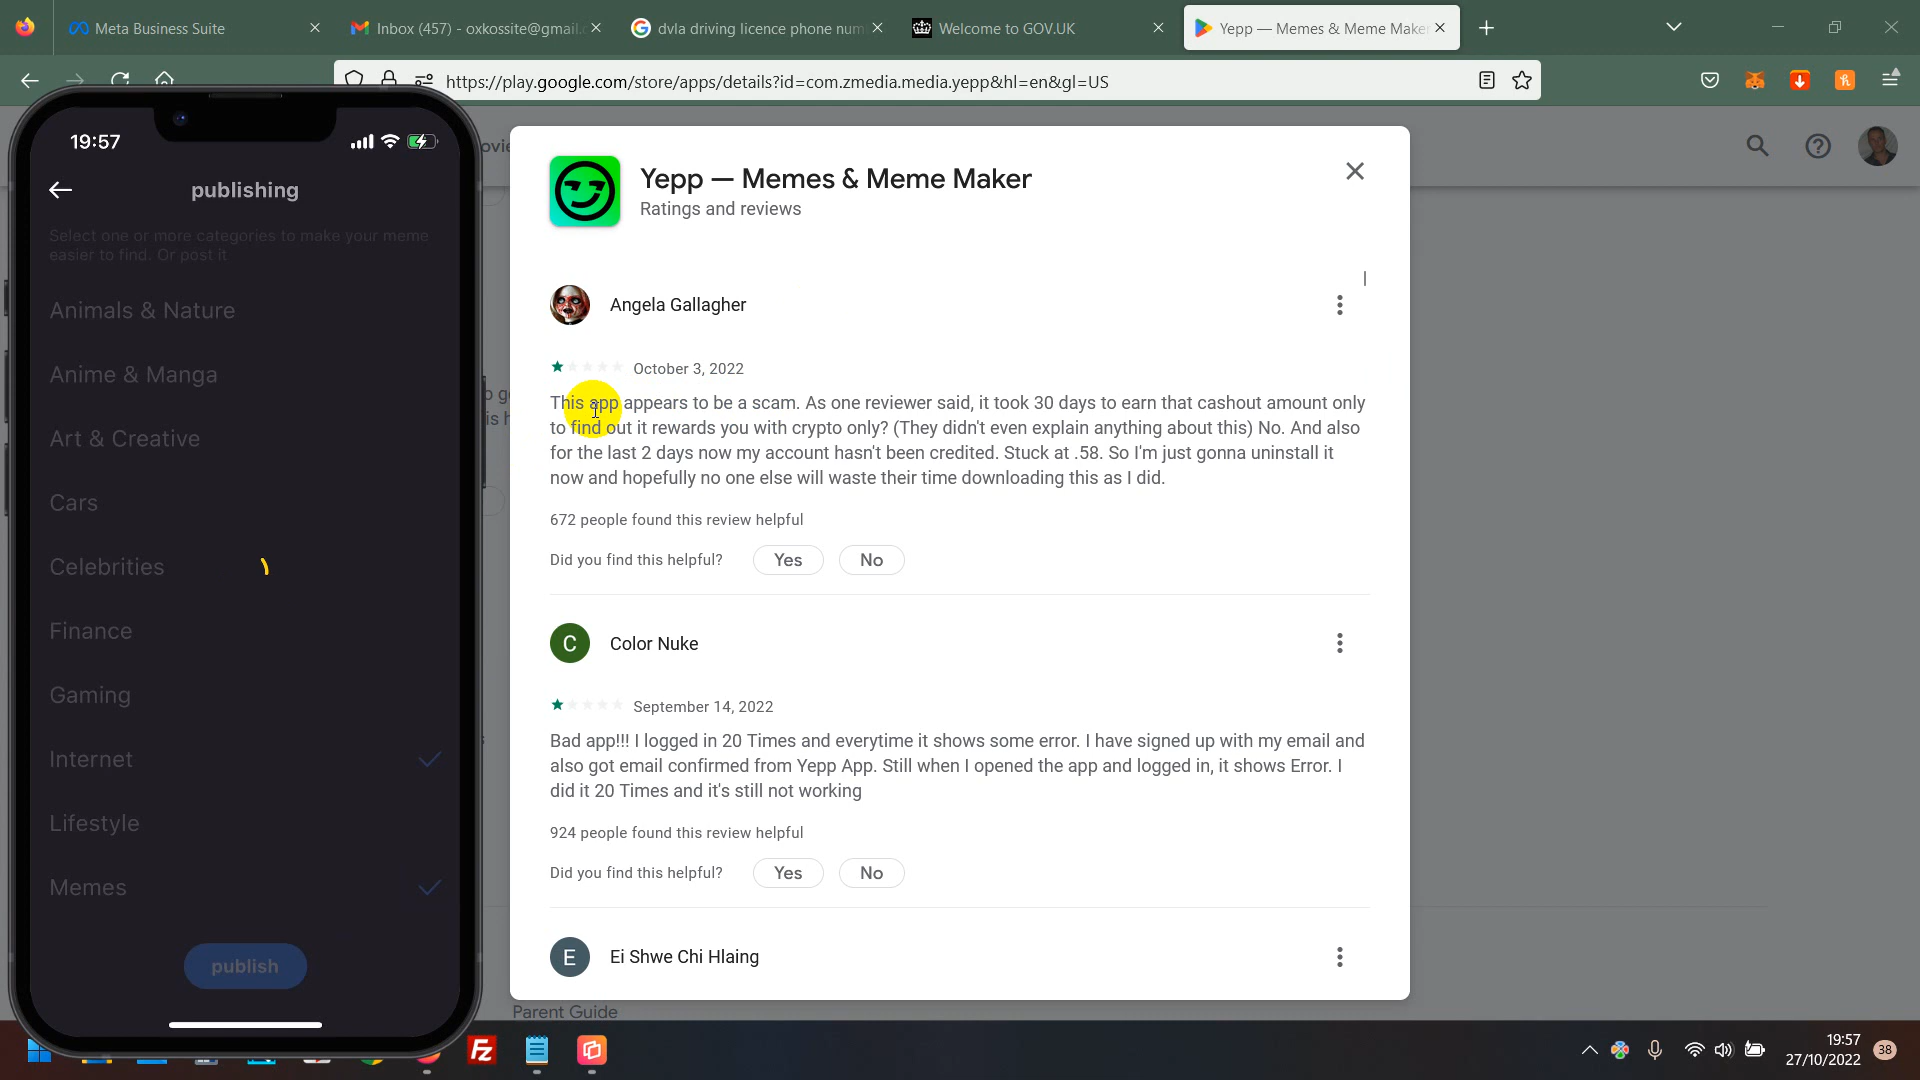 Meta Business Suite
Inbox (457) - oxkossite@gmail.c
dvla driving licence phone num
Welcome to GOV.UK
Yepp — Memes & Meme Maker
https://play.google.com/store/apps/details?id=com.zmedia.media.yepp&hl=en&gl=US
19:57
publishing
Select one or more categories to make your meme
easier to find. Or post it
Animals & Nature
Anime & Manga
Art & Creative
Cars
Celebrities
Finance
Gaming
Internet
Lifestyle
Memes
publish
Yepp — Memes & Meme Maker
Ratings and reviews
Angela Gallagher
October 3, 2022
This app appears to be a scam. As one reviewer said, it took 30 days to earn that cashout amount only
to find out it rewards you with crypto only? (They didn't even explain anything about this) No. And also
for the last 2 days now my account hasn't been credited. Stuck at .58. So I'm just gonna uninstall it
now and hopefully no one else will waste their time downloading this as I did.
672 people found this review helpful
Did you find this helpful? Yes No
C Color Nuke
September 14, 2022
Bad app!!! I logged in 20 Times and everytime it shows some error. I have signed up with my email and
also got email confirmed from Yepp App. Still when I opened the app and logged in, it shows Error. I
did it 20 Times and it's still not working
924 people found this review helpful
Did you find this helpful? Yes No
E Ei Shwe Chi Hlaing
Parent Guide
Fz
19:57
27/10/2022
38